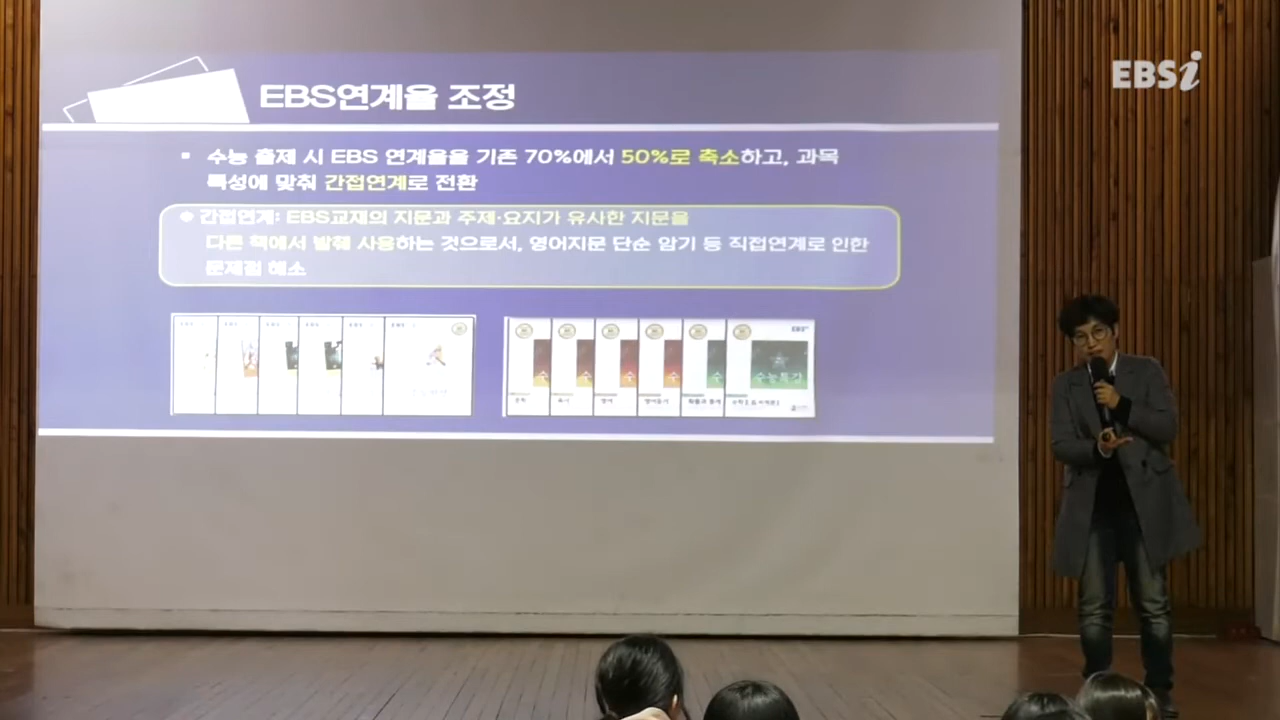 EBSi
EBS연계율 조정
수능 출제 시 EBS 연계율을 기존 70%에서 50%로 축소하고, 과목
특성에 맞춰 간접연계로 전환
간접연계: EBS교재의 지문과 주제·요지가 유사한 지문을
다른 책에서 발췌 사용하는 것으로서, 영어지문 단순 암기 등 직접연계로 인한
문제점 해소
수능특강